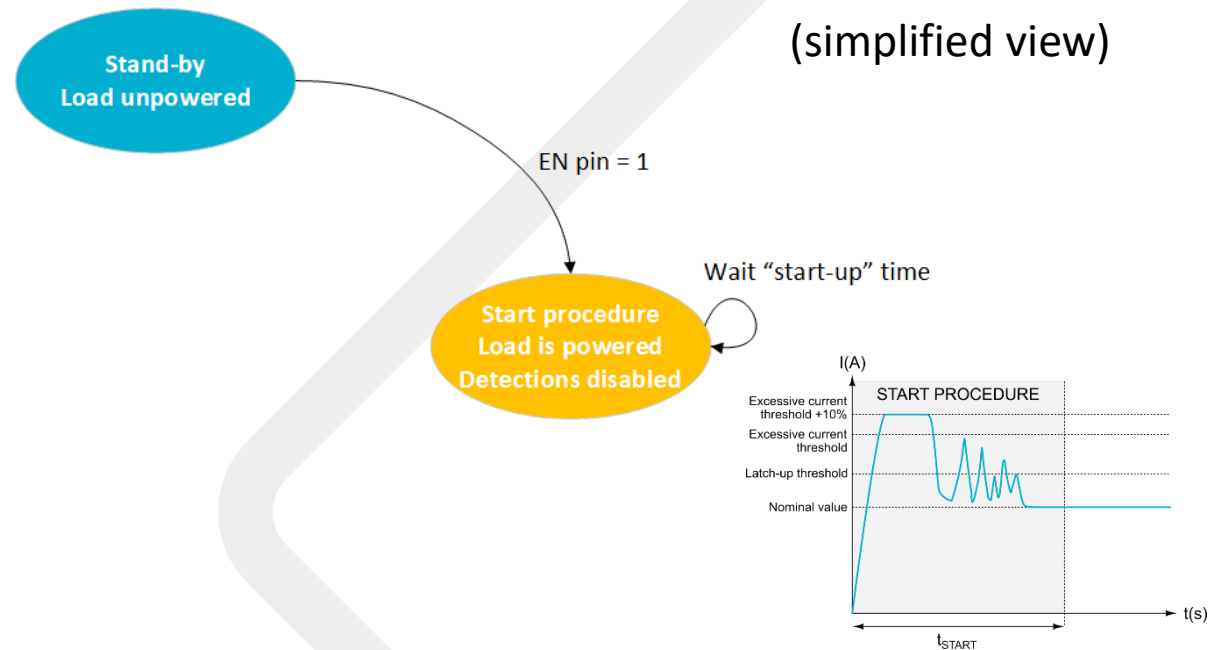 (simplified view)
Stand-by
Load unpowered
EN pin = 1
Wait “start-up” time
Start procedure
Load is powered
Detections disabled
I(A)
START PROCEDURE
Excessive current
threshold +10%
Excessive current
threshold
Latch-up threshold
Nominal value
t(s)
tSTART